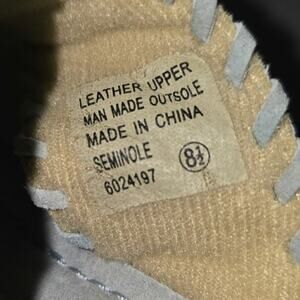 LEATHER UPPER
MAN MADE OUTSOLE
MADE IN CHINA
SEMINOLE 8½
6024197